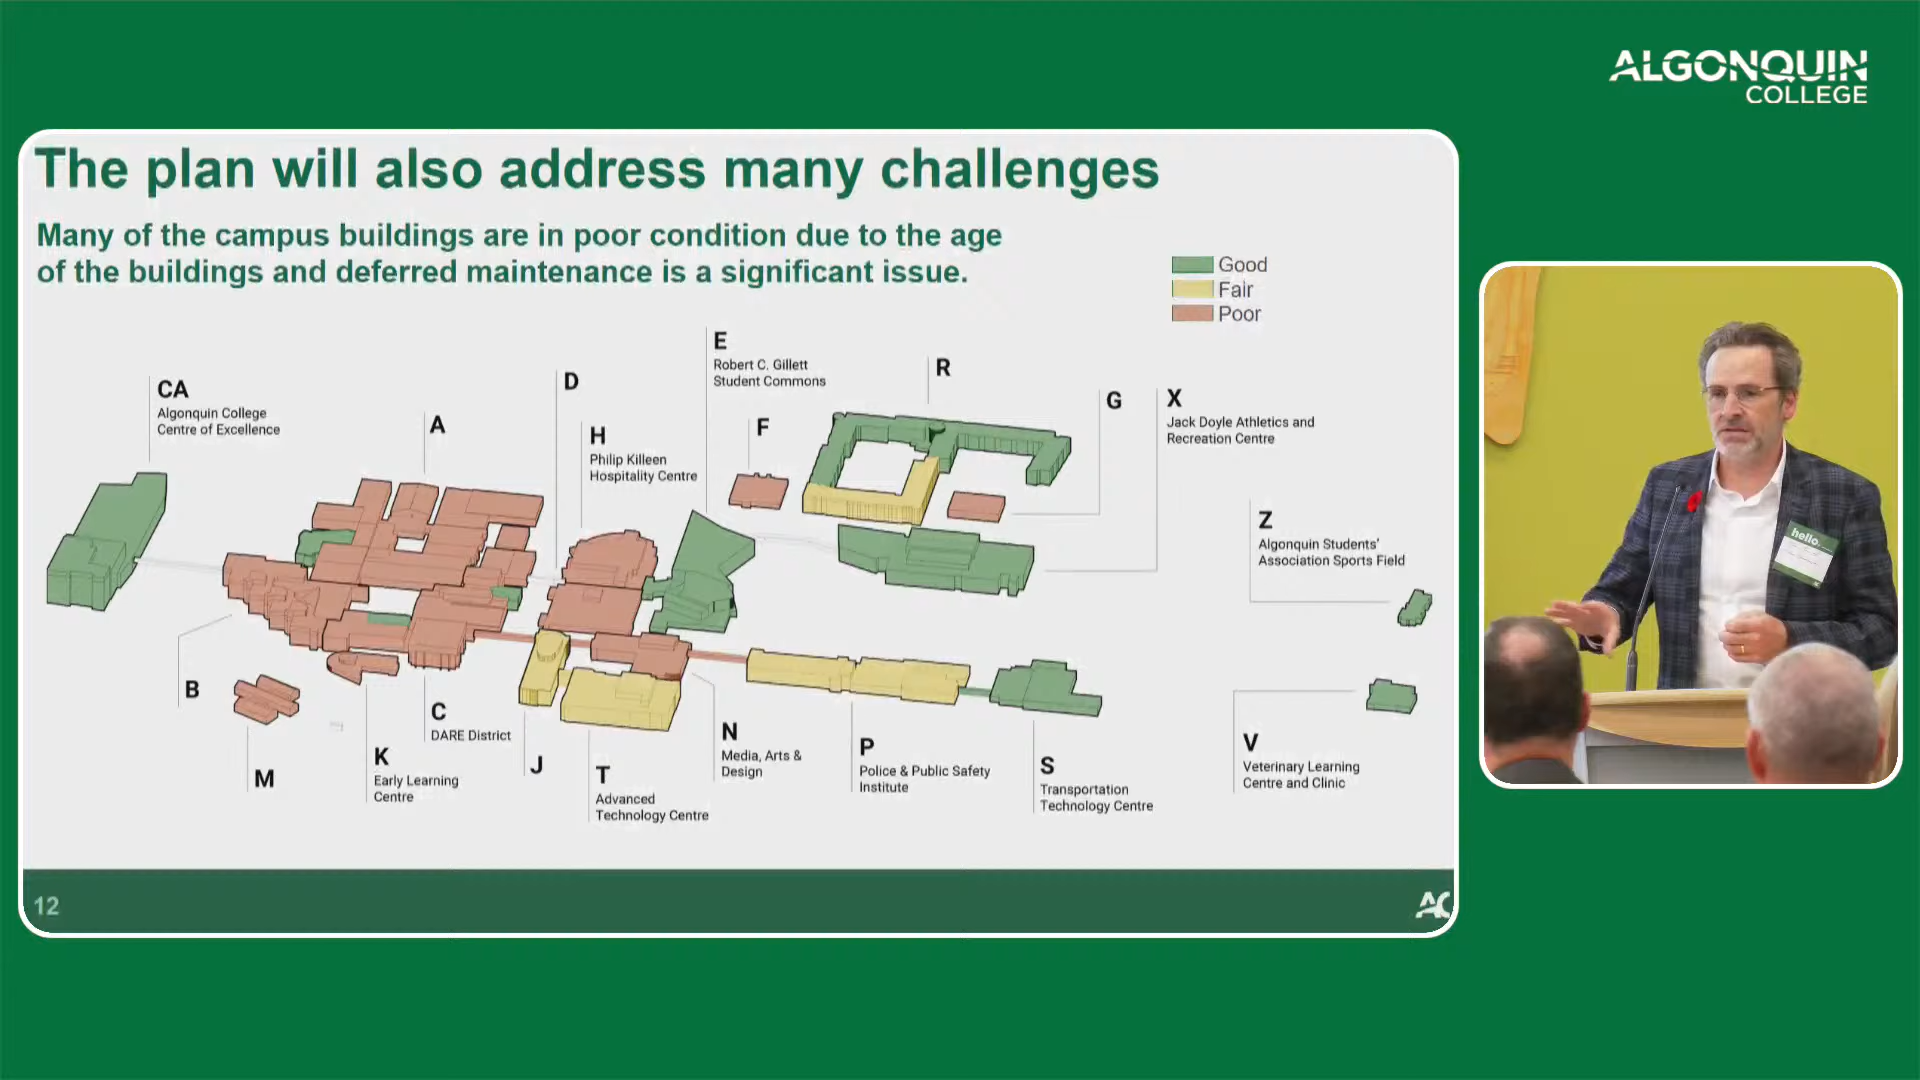 ALGONQUIN
COLLEGE
The plan will also address many challenges
Many of the campus buildings are in poor condition due to the age
of the buildings and deferred maintenance is a significant issue.
Good
Fair
Poor
CA
Algonquin College
Centre of Excellence
A
D
H
Philip Killeen
Hospitality Centre
E
Robert C. Gillett
Student Commons
F
R
G
X
Jack Doyle Athletics and
Recreation Centre
Z
Algonquin Students'
Association Sports Field
B
M
K
Early Learning
Centre
C
DARE District
J
T
Advanced
Technology Centre
N
Media, Arts &
Design
P
Police & Public Safety
Institute
S
Transportation
Technology Centre
V
Veterinary Learning
Centre and Clinic
12
AC
hello.